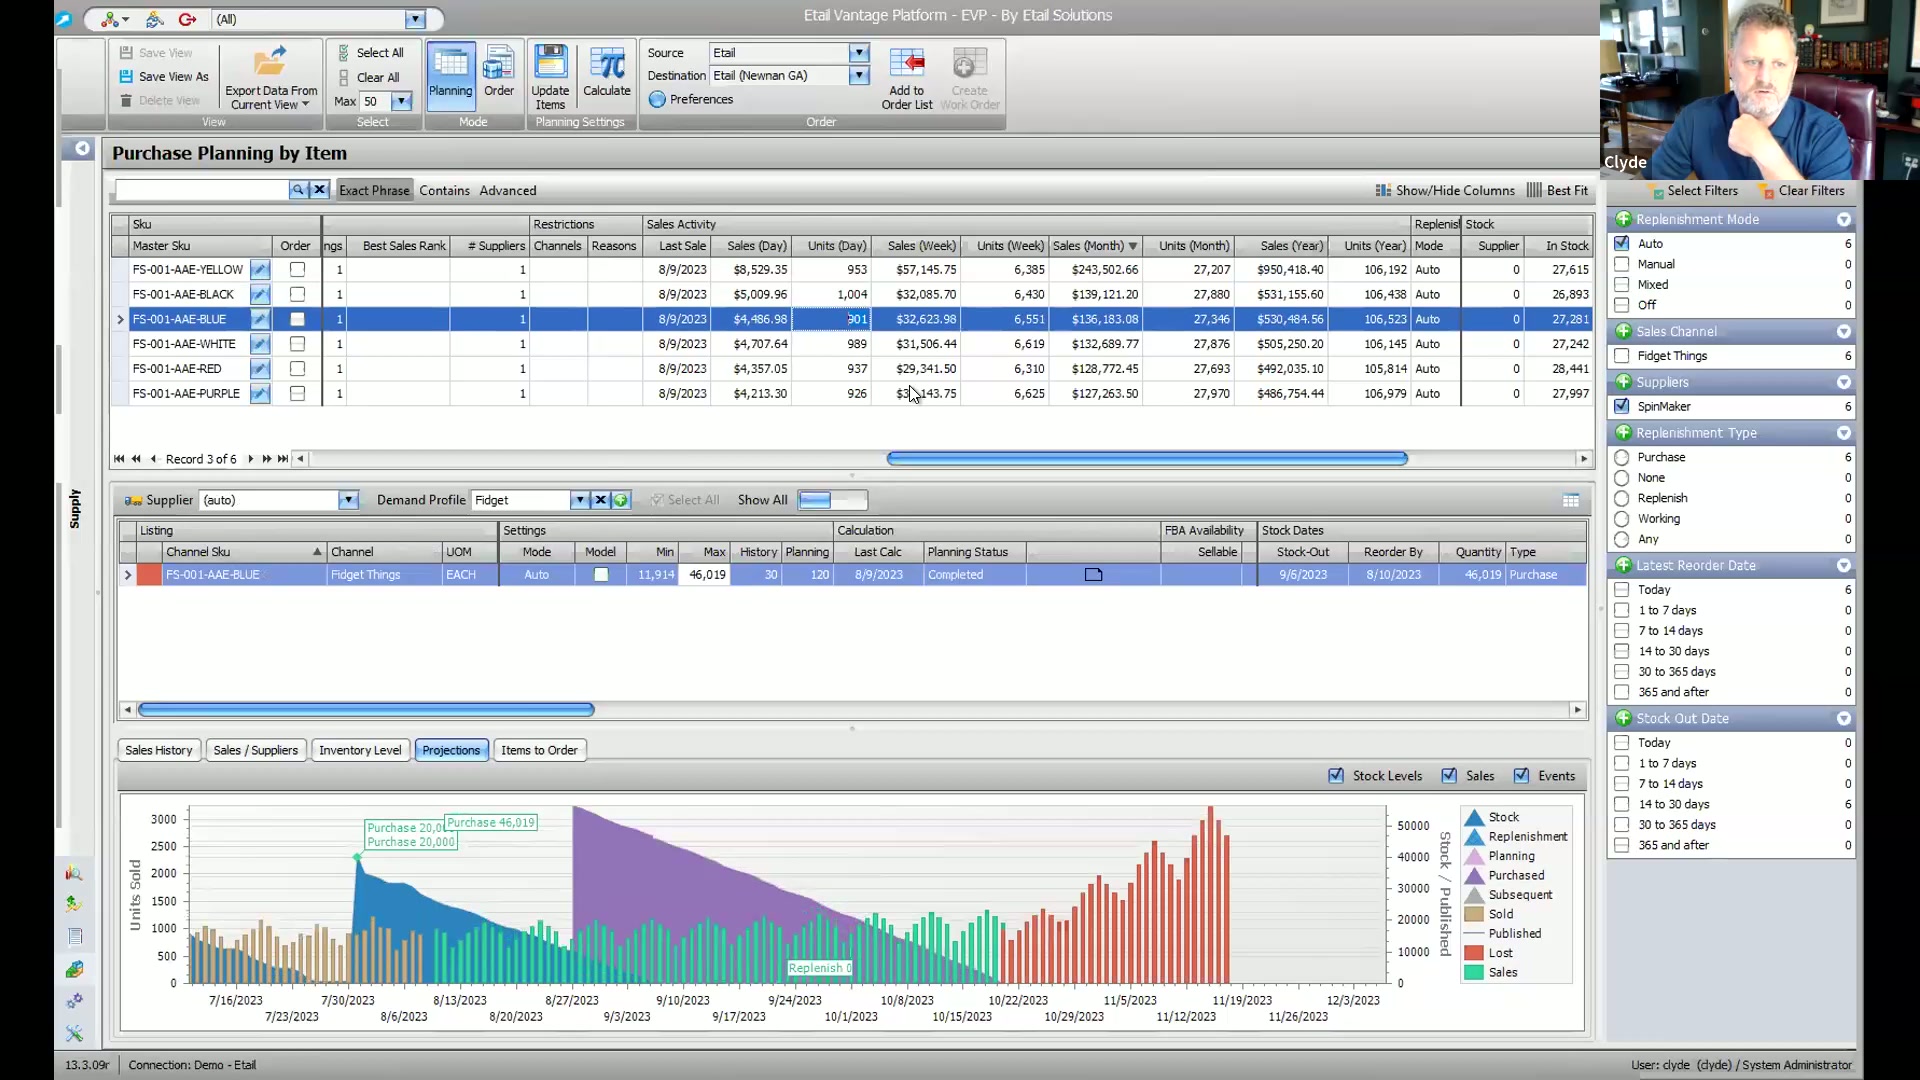 (All)
Etail Vantage Platform - EVP - By Etail Solutions
Save View
Save View As
Delete View
Export Data From
Current View
View
Select All
Clear All
Max 50
Select
Planning
Order
Mode
Update
Items
Calculate
Planning Settings
Source Etail
Destination Etail (Newnan GA)
Preferences
Add to
Order List
Create
Work Order
Order
Clyde
Purchase Planning by Item
Exact Phrase Contains Advanced
Show/Hide Columns Best Fit
Sku Restrictions Sales Activity Replenisl Stock
Master Sku Order ngs Best Sales Rank # Suppliers Channels Reasons Last Sale Sales (Day) Units (Day) Sales (Week) Units (Week) Sales (Month) Units (Month) Sales (Year) Units (Year) Mode Supplier In Stock
FS-001-AAE-YELLOW 1 1 8/9/2023 $8,529.35 953 $57,145.75 6,385 $243,502.66 27,207 $950,418.40 106,192 Auto 0 27,615
FS-001-AAE-BLACK 1 1 8/9/2023 $5,009.96 1,004 $32,085.70 6,430 $139,121.20 27,880 $531,155.60 106,438 Auto 0 26,893
FS-001-AAE-BLUE 1 1 8/9/2023 $4,486.98 901 $32,623.98 6,551 $136,183.08 27,346 $530,484.56 106,523 Auto 0 27,281
FS-001-AAE-WHITE 1 1 8/9/2023 $4,707.64 989 $31,506.44 6,619 $132,689.77 27,876 $505,250.20 106,145 Auto 0 27,242
FS-001-AAE-RED 1 1 8/9/2023 $4,357.05 937 $29,341.50 6,310 $128,772.45 27,693 $492,035.10 105,814 Auto 0 28,441
FS-001-AAE-PURPLE 1 1 8/9/2023 $4,213.30 926 6,625 $127,263.50 27,970 $486,754.44 106,979 Auto 0 27,997
Record 3 of 6
Supply
Supplier (auto) Demand Profile Fidget Select All Show All
Listing Settings Calculation FBA Availability Stock Dates
Channel Sku Channel UOM Mode Model Min Max History Planning Last Calc Planning Status Sellable Stock-Out Reorder By Quantity Type
FS-001-AAE-BLUE Fidget Things EACH Auto 11,914 46,019 30 120 8/9/2023 Completed 9/6/2023 8/10/2023 46,019 Purchase
Sales History Sales / Suppliers Inventory Level Projections Items to Order
Stock Levels Sales Events
Units Sold
3000
2500
2000
1500
1000
500
0
Purchase 46,019
Purchase 20,000
Replenish 0
50000
40000
30000
20000
10000
0
Stock / Published
7/16/2023 7/30/2023 8/13/2023 8/27/2023 9/10/2023 9/24/2023 10/8/2023 10/22/2023 11/5/2023 11/19/2023 12/3/2023
7/23/2023 8/6/2023 8/20/2023 9/3/2023 9/17/2023 10/1/2023 10/15/2023 10/29/2023 11/12/2023 11/26/2023
Stock
Replenishment
Planning
Purchased
Subsequent
Sold
Published
Lost
Sales
Select Filters Clear Filters
Replenishment Mode
Auto 6
Manual 0
Mixed 0
Off 0
Sales Channel
Fidget Things 6
Suppliers
SpinMaker 6
Replenishment Type
Purchase 6
None 0
Replenish 0
Working 0
Any 0
Latest Reorder Date
Today 6
1 to 7 days 0
7 to 14 days 0
14 to 30 days 0
30 to 365 days 0
365 and after 0
Stock Out Date
Today 0
1 to 7 days 0
7 to 14 days 0
14 to 30 days 6
30 to 365 days 0
365 and after 0
13.3.09r Connection: Demo - Etail
User: clyde (clyde) / System Administrator